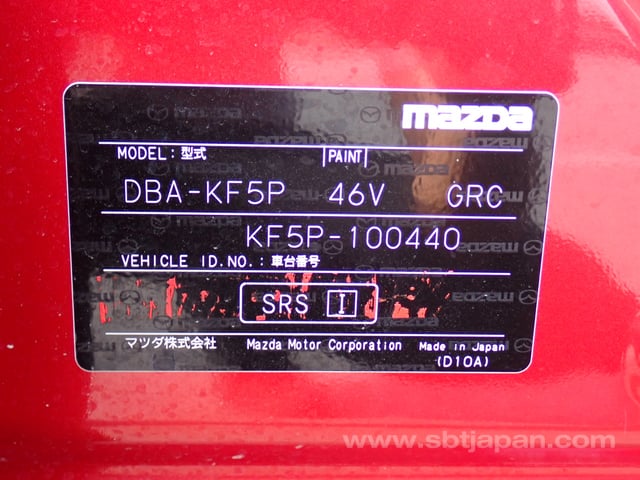 mazda
MODEL: 型式 PAINT
DBA-KF5P 46V GRC
KF5P-100440
VEHICLE ID.NO.: 車台番号
SRS I
マツダ株式会社 Mazda Motor Corporation Made in Japan
(D10A)
www.sbtjapan.com